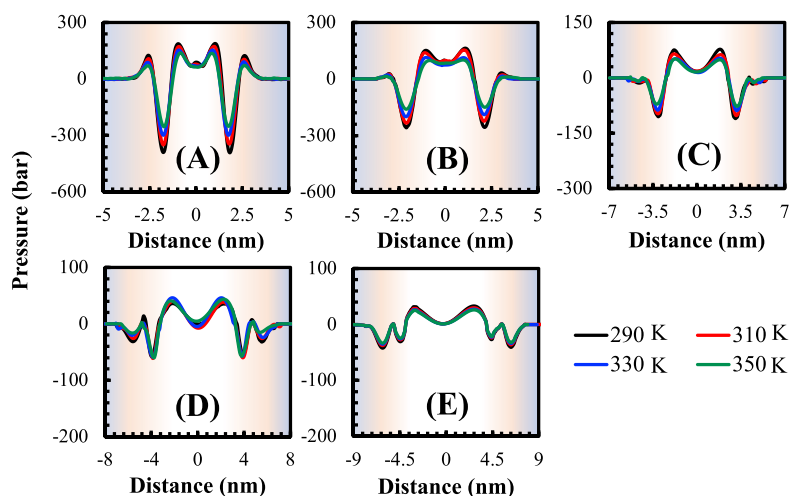 300
0
-300
-600
(A)
-5 -2.5 0 2.5 5
Distance (nm)
300
0
-300
-600
(B)
-5 -2.5 0 2.5 5
Distance (nm)
150
0
-150
-300
(C)
-7 -3.5 0 3.5 7
Distance (nm)
Pressure (bar)
100
0
-100
-200
(D)
-8 -4 0 4 8
Distance (nm)
100
0
-100
-200
(E)
-9 -4.5 0 4.5 9
Distance (nm)
290 K 310 K
330 K 350 K